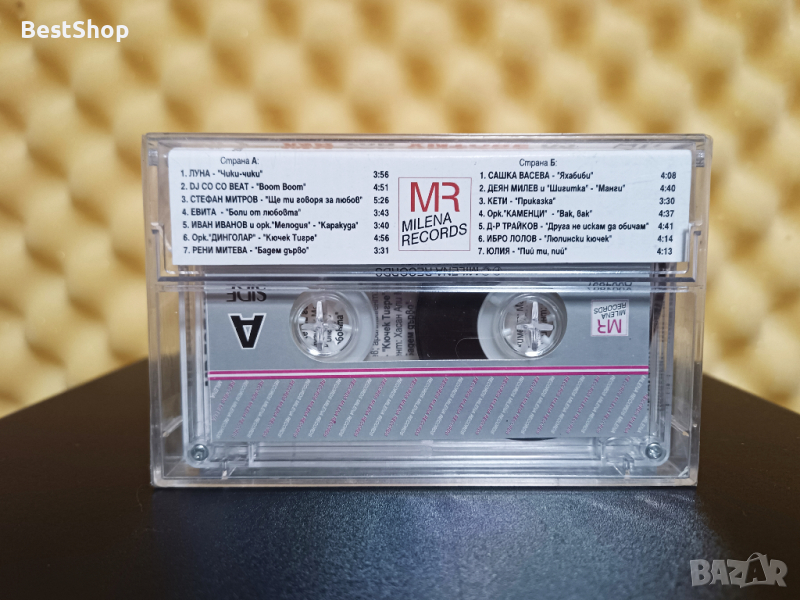 BestShop
Страна А:
1. ЛУНА - "Чики-чики" 3:56
2. DJ CO CO BEAT - "Boom Boom" 4:51
3. СТЕФАН МИТРОВ - "Ще ти говоря за любов" 5:26
4. ЕВИТА - "Боли от любовта" 3:43
5. ИВАН ИВАНОВ и орк."Мелодия" - "Каракуда" 3:40
6. Орк."ДИНГОЛАР" - "Кючек Тигре" 4:56
7. РЕНИ МИТЕВА - "Бадем дърво" 3:31
MR
MILENA
RECORDS
Страна Б:
1. САШКА ВАСЕВА - "Яхабиби" 4:08
2. ДЕЯН МИЛЕВ и "Шигитка" - "Манги" 4:40
3. КЕТИ - "Приказка" 3:30
4. Орк."КАМЕНЦИ" - "Вак, вак" 4:37
5. Д-Р ТРАЙКОВ - "Друга не искам да обичам" 4:41
6. ИБРО ЛОЛОВ - "Люлински кючек" 4:14
7. ЮЛИЯ - "Пий ти, пий" 4:13
SIDE
A
"Кючек Тигре"
MR
MILENA
RECORDS
BAZAR